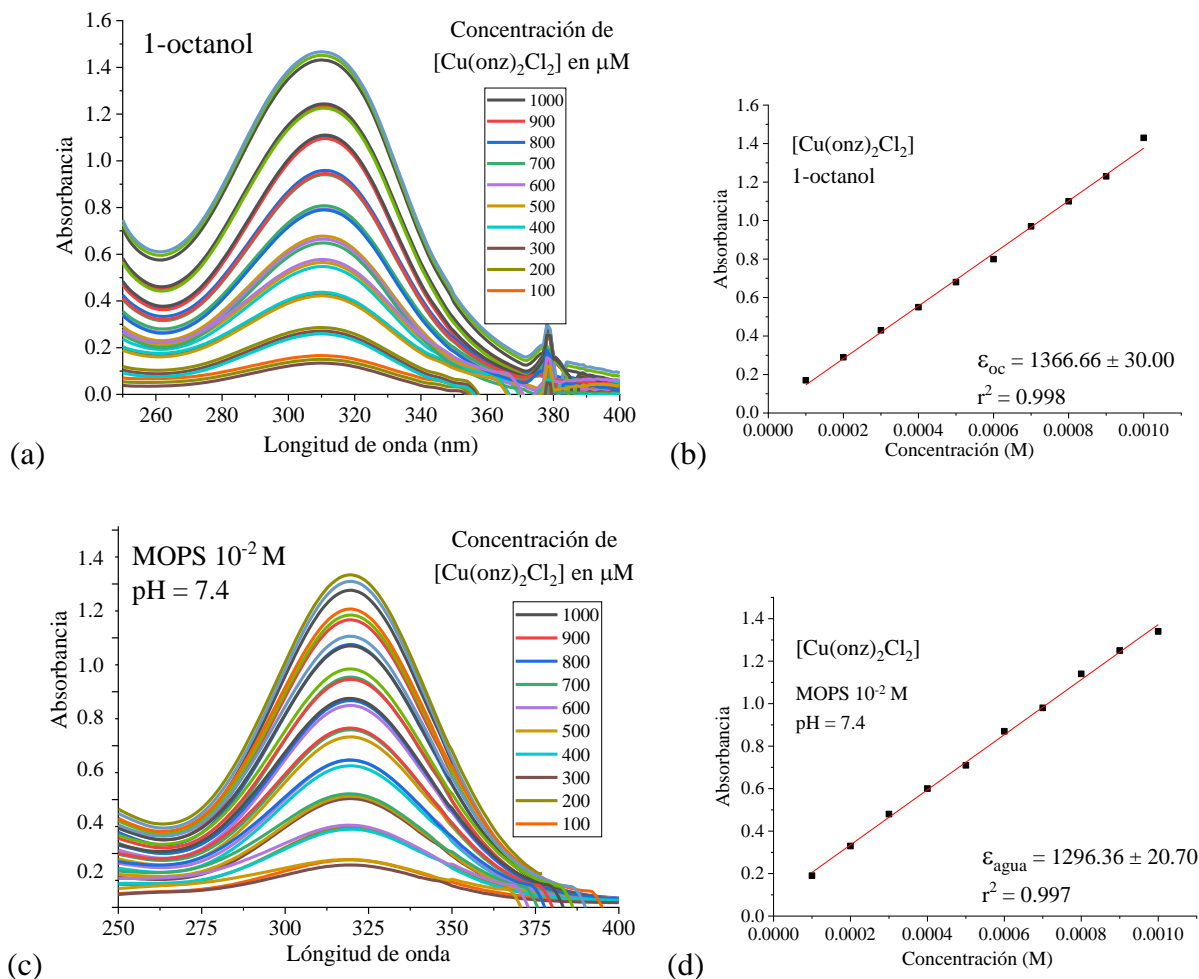 1-octanol
Concentración de
[Cu(onz)₂Cl₂] en μM
1000
900
800
700
600
500
400
300
200
100
Absorbancia
1.6
1.4
1.2
1.0
0.8
0.6
0.4
0.2
0.0
260 280 300 320 340 360 380 400
Longitud de onda (nm)
(a)
[Cu(onz)₂Cl₂]
1-octanol
Absorbancia
1.6
1.4
1.2
1.0
0.8
0.6
0.4
0.2
0.0
εoc = 1366.66 ± 30.00
r² = 0.998
0.0000 0.0002 0.0004 0.0006 0.0008 0.0010
Concentración (M)
(b)
MOPS 10⁻² M
pH = 7.4
Concentración de
[Cu(onz)₂Cl₂] en μM
1000
900
800
700
600
500
400
300
200
100
Absorbancia
1.4
1.2
1.0
0.8
0.6
0.4
0.2
250 275 300 325 350 375 400
Lóngitud de onda
(c)
[Cu(onz)₂Cl₂]
MOPS 10⁻² M
pH = 7.4
Absorbancia
1.4
1.2
1.0
0.8
0.6
0.4
0.2
0.0
εagua = 1296.36 ± 20.70
r² = 0.997
0.0000 0.0002 0.0004 0.0006 0.0008 0.0010
Concentración (M)
(d)